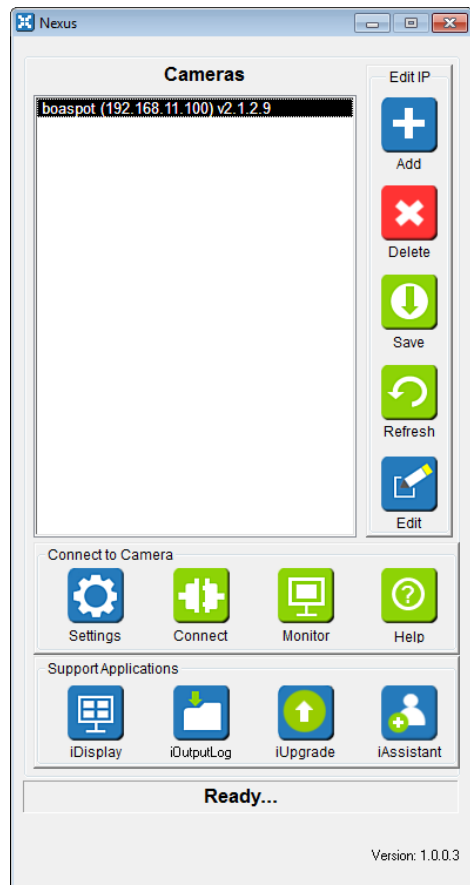 Nexus
Cameras
boaspot (192.168.11.100) v2.1.2.9
Edit IP
Add
Delete
Save
Refresh
Edit
Connect to Camera
Settings
Connect
Monitor
Help
Support Applications
iDisplay
iOutputLog
iUpgrade
iAssistant
Ready...
Version: 1.0.0.3